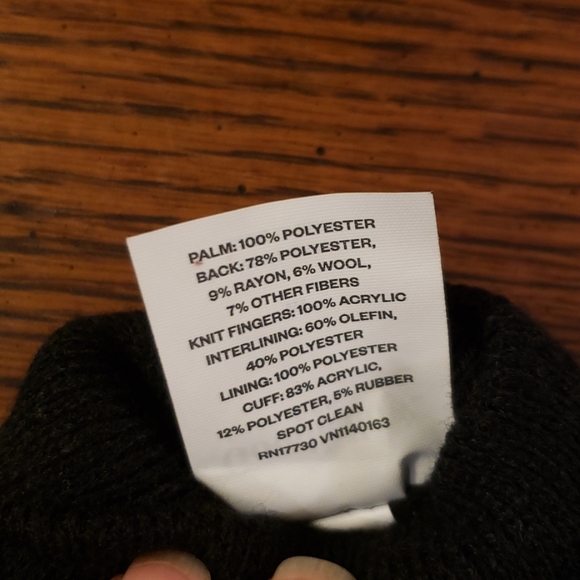 PALM: 100% POLYESTER
BACK: 78% POLYESTER,
9% RAYON, 6% WOOL,
7% OTHER FIBERS
KNIT FINGERS: 100% ACRYLIC
INTERLINING: 60% OLEFIN,
40% POLYESTER
LINING: 100% POLYESTER
CUFF: 83% ACRYLIC,
12% POLYESTER, 5% RUBBER
SPOT CLEAN
RN17730 VN1140163